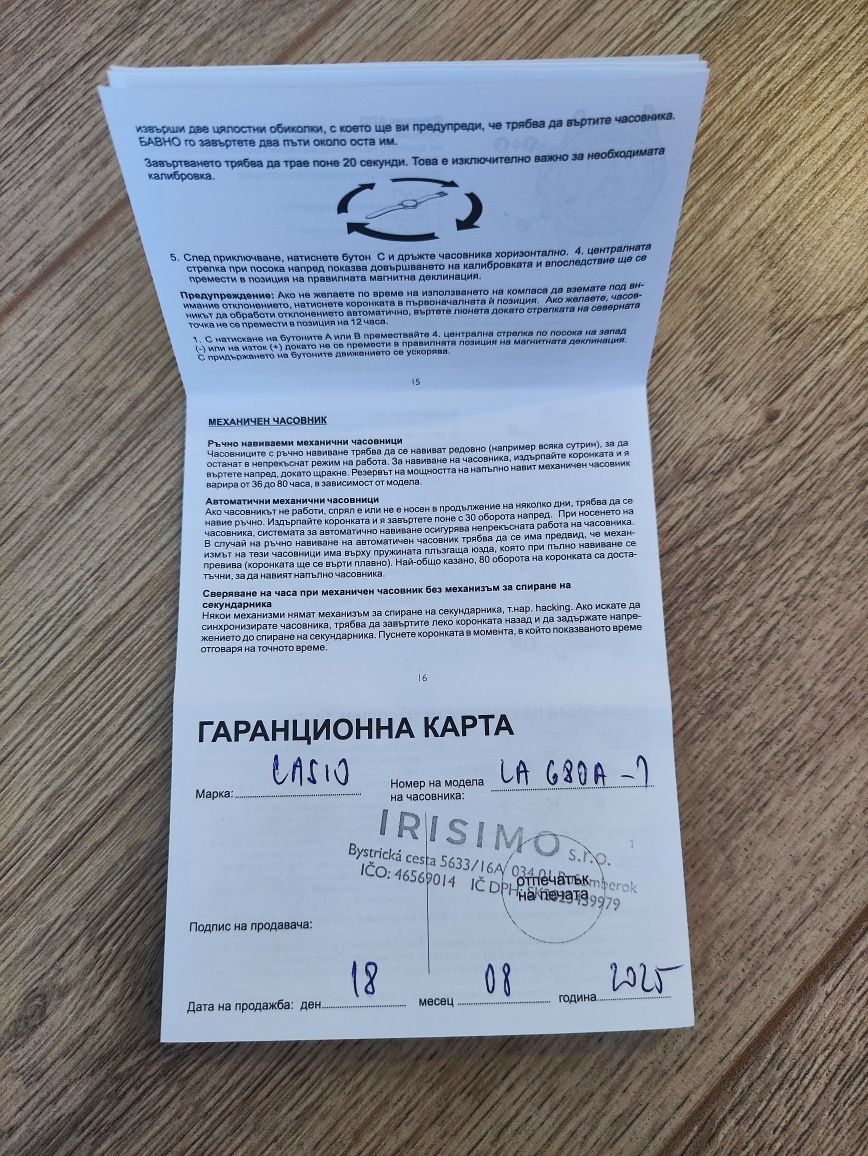 извърши две цялостни обиколки, с което ще ви предупреди, че трябва да въртите часовника.
БАВНО го завъртете два пъти около оста им.
Завъртването трябва да трае поне 20 секунди. Това е изключително важно за необходимата
калибровка.
5. След приключване, натиснете бутон С и дръжте часовника хоризонтално. 4. централната
стрелка при посока напред показва довършването на калибровката и впоследствие ще се
премести в позиция на правилната магнитна деклинация.
Предупреждение: Ако не желаете по време на използването на компаса да вземате под вни-
мание отклонението, натиснете коронката в първоначалната й позиция. Ако желаете, часов-
никът да обработи отклонението автоматично, въртете люнета докато стрелката на северната
точка не се премести в позиция на 12 часа.
1. С натискане на бутоните А или В премествайте 4. централна стрелка по посока на запад
(-) или на изток (+) докато не се премести в правилната позиция на магнитната деклинация.
С придържането на бутоните движението се ускорява.
15
МЕХАНИЧЕН ЧАСОВНИК
Ръчно навиваеми механични часовници
Часовниците с ръчно навиване трябва да се навиват редовно (например всяка сутрин), за да
останат в непрекъснат режим на работа. За навиване на часовника, издърпайте коронката и я
въртете напред, докато щракне. Резервът на мощността на напълно навит механичен часовник
варира от 36 до 80 часа, в зависимост от модела.
Автоматични механични часовници
Ако часовникът не работи, спрял е или не е носен в продължение на няколко дни, трябва да се
навие ръчно. Издърпайте коронката и я завъртете поне с 30 оборота напред. При носенето на
часовника, системата за автоматично навиване осигурява непрекъсната работа на часовника.
В случай на ръчно навиване на автоматичен часовник трябва да се има предвид, че механ-
измът на тези часовници има върху пружината плъзгаща юзда, която при пълно навиване се
превива (коронката ще се върти плавно). Най-общо казано, 80 оборота на коронката са доста-
тъчни, за да навият напълно часовника.
Сверяване на часа при механичен часовник без механизъм за спиране на
секундарника
Някои механизми нямат механизъм за спиране на секундарника, т.нар. hacking. Ако искате да
синхронизирате часовника, трябва да завъртите леко коронката назад и да задържате напре-
жението до спиране на секундарника. Пуснете коронката в момента, в който показваното време
отговаря на точното време.
16
ГАРАНЦИОННА КАРТА
Марка: CASIO Номер на модела LA 680A-7
на часовника:
IRISIMO s.r.o. 1
Bystrická cesta 5633/16A, 034 01
IČO: 46569014 IČ DPH:
отпечатък
на печата
Подпис на продавача:
Дата на продажба: ден 18 месец 08 година 2025